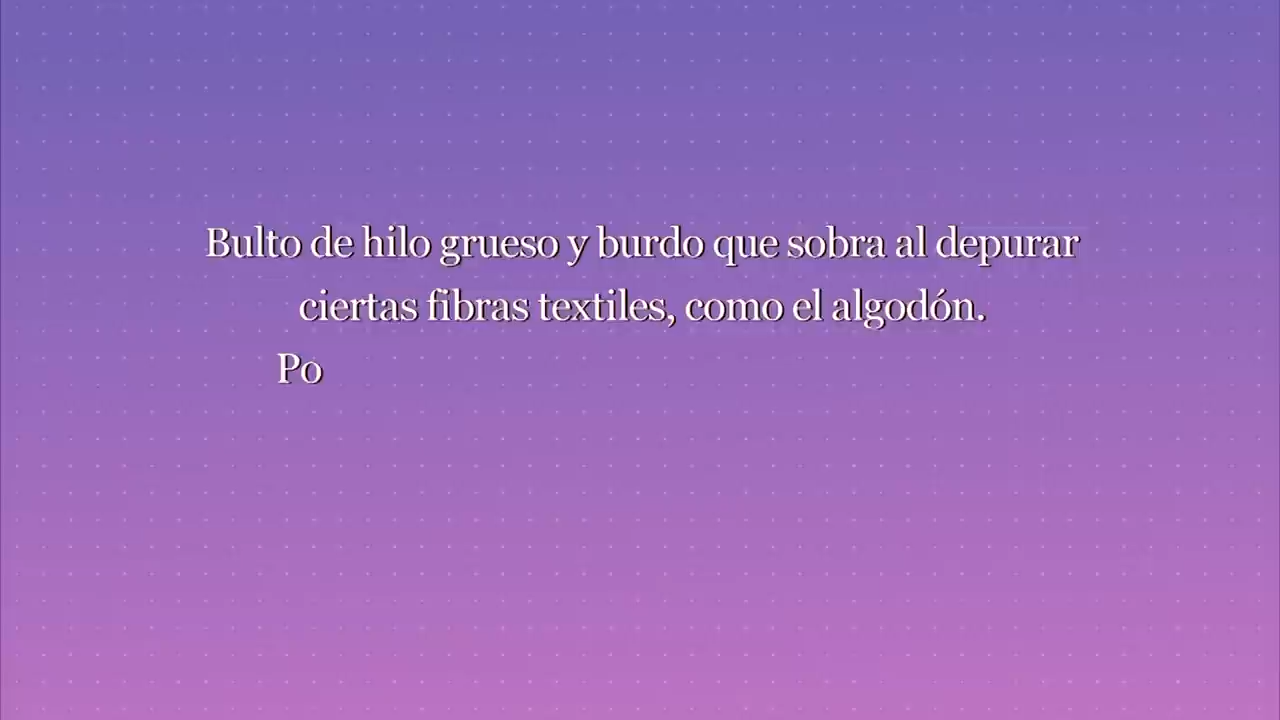 Bulto de hilo grueso y burdo que sobra al depurar
ciertas fibras textiles, como el algodón.
Po